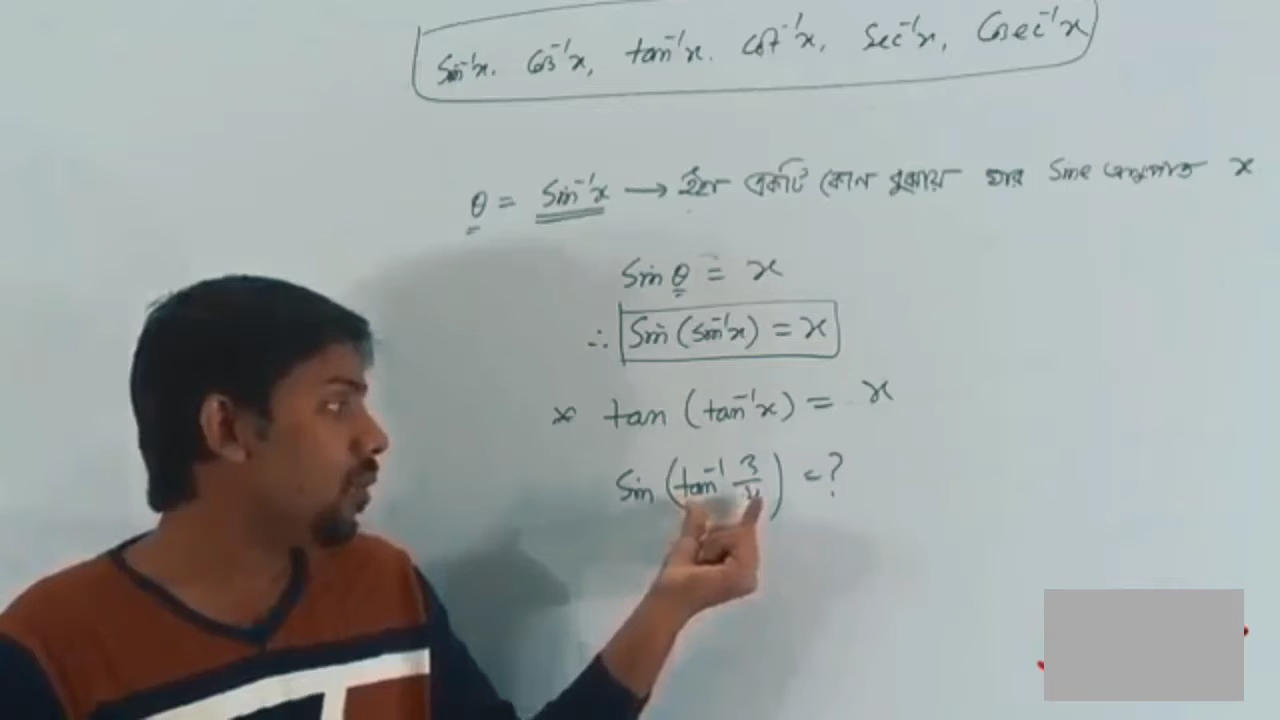 sin⁻¹x. cos⁻¹x, tan⁻¹x. cot⁻¹x, sec⁻¹x, cosec⁻¹x
θ = sin⁻¹x → ইহা একটি কোন বুঝায় যার sine অনুপাত x
sin θ = x
∴ sin (sin⁻¹x) = x
× tan (tan⁻¹x) = x
sin (tan⁻¹ 3/4) = ?